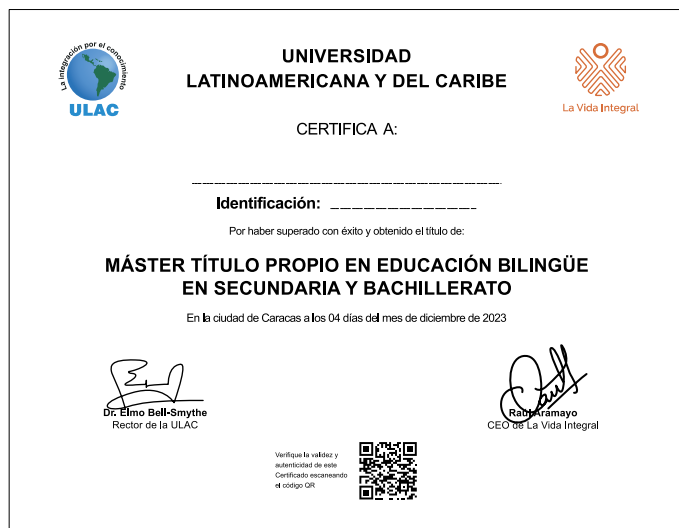 La integración por el conocimiento
ULAC
UNIVERSIDAD
LATINOAMERICANA Y DEL CARIBE
La Vida Integral
CERTIFICA A:
Identificación:
Por haber superado con éxito y obtenido el título de:
MÁSTER TÍTULO PROPIO EN EDUCACIÓN BILINGÜE
EN SECUNDARIA Y BACHILLERATO
En la ciudad de Caracas a los 04 días del mes de diciembre de 2023
Dr. Elmo Bell-Smythe
Rector de la ULAC
Raúl Aramayo
CEO de La Vida Integral
Verifique la validez y
autenticidad de este
Certificado escaneando
el código QR